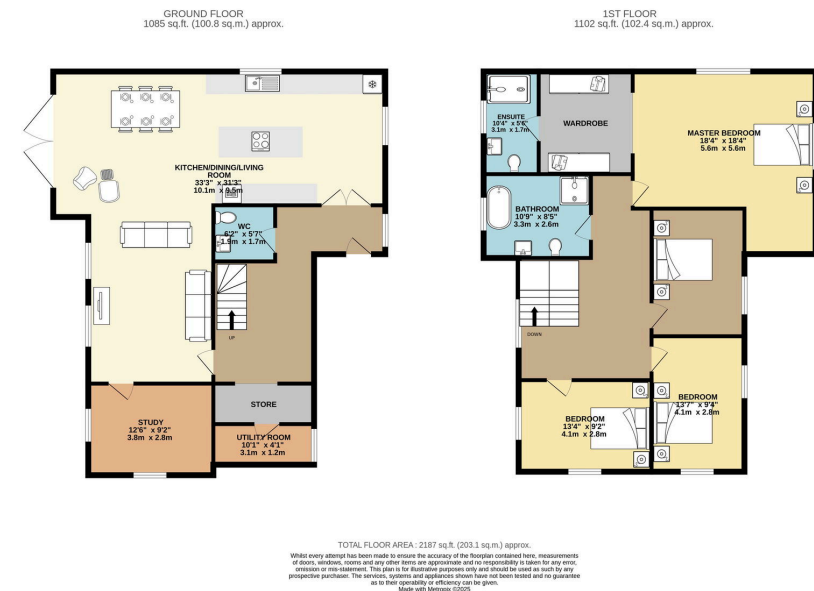 GROUND FLOOR
1085 sq.ft. (100.8 sq.m.) approx.
KITCHEN/DINING/LIVING
ROOM
33'3" x 31'3"
10.1m x 9.5m
WC
6'2" x 5'7"
1.9m x 1.7m
UP
STORE
STUDY
12'6" x 9'2"
3.8m x 2.8m
UTILITY ROOM
10'1" x 4'1"
3.1m x 1.2m
1ST FLOOR
1102 sq.ft. (102.4 sq.m.) approx.
ENSUITE
10'4" x 5'6"
3.1m x 1.7m
WARDROBE
MASTER BEDROOM
18'4" x 18'4"
5.6m x 5.6m
BATHROOM
10'9" x 8'5"
3.3m x 2.6m
DOWN
BEDROOM
13'4" x 9'2"
4.1m x 2.8m
BEDROOM
13'7" x 9'4"
4.1m x 2.8m
TOTAL FLOOR AREA : 2187 sq.ft. (203.1 sq.m.) approx.
Whilst every attempt has been made to ensure the accuracy of the floorplan contained here, measurements
of doors, windows, rooms and any other items are approximate and no responsibility is taken for any error,
omission or mis-statement. This plan is for illustrative purposes only and should be used as such by any
prospective purchaser. The services, systems and appliances shown have not been tested and no guarantee
as to their operability or efficiency can be given.
Made with Metropix ©2025